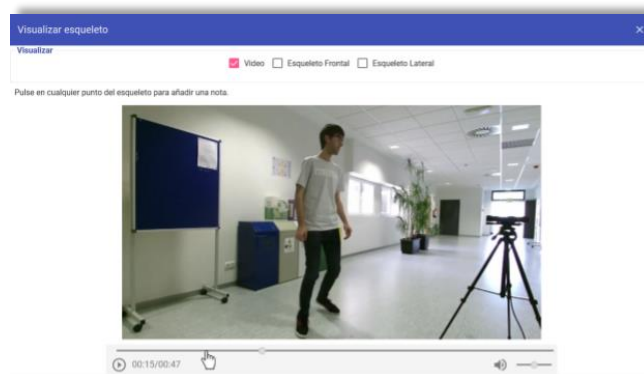 Visualizar esqueleto
Visualizar
Video Esqueleto Frontal Esqueleto Lateral
Pulse en cualquier punto del esqueleto para añadir una nota.
00:15/00:47